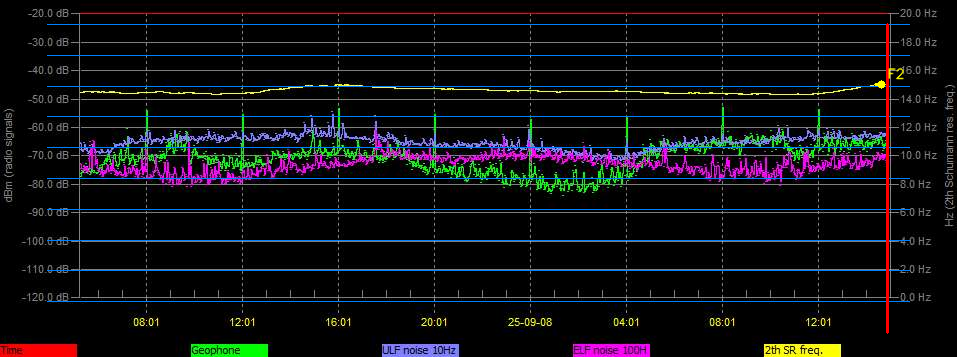 -20.0 dB 20.0 Hz
-30.0 dB 18.0 Hz
-40.0 dB 16.0 Hz
F2
-50.0 dB 14.0 Hz
-60.0 dB 12.0 Hz
-70.0 dB 10.0 Hz
-80.0 dB 8.0 Hz
-90.0 dB 6.0 Hz
-100.0 dB 4.0 Hz
-110.0 dB 2.0 Hz
-120.0 dB 0.0 Hz
dBm (radio signals)
Hz (2th Schumann res. freq.)
08:01 12:01 16:01 20:01 25-09-08 04:01 08:01 12:01
Time Geophone ULF noise 10Hz ELF noise 100H 2th SR freq.